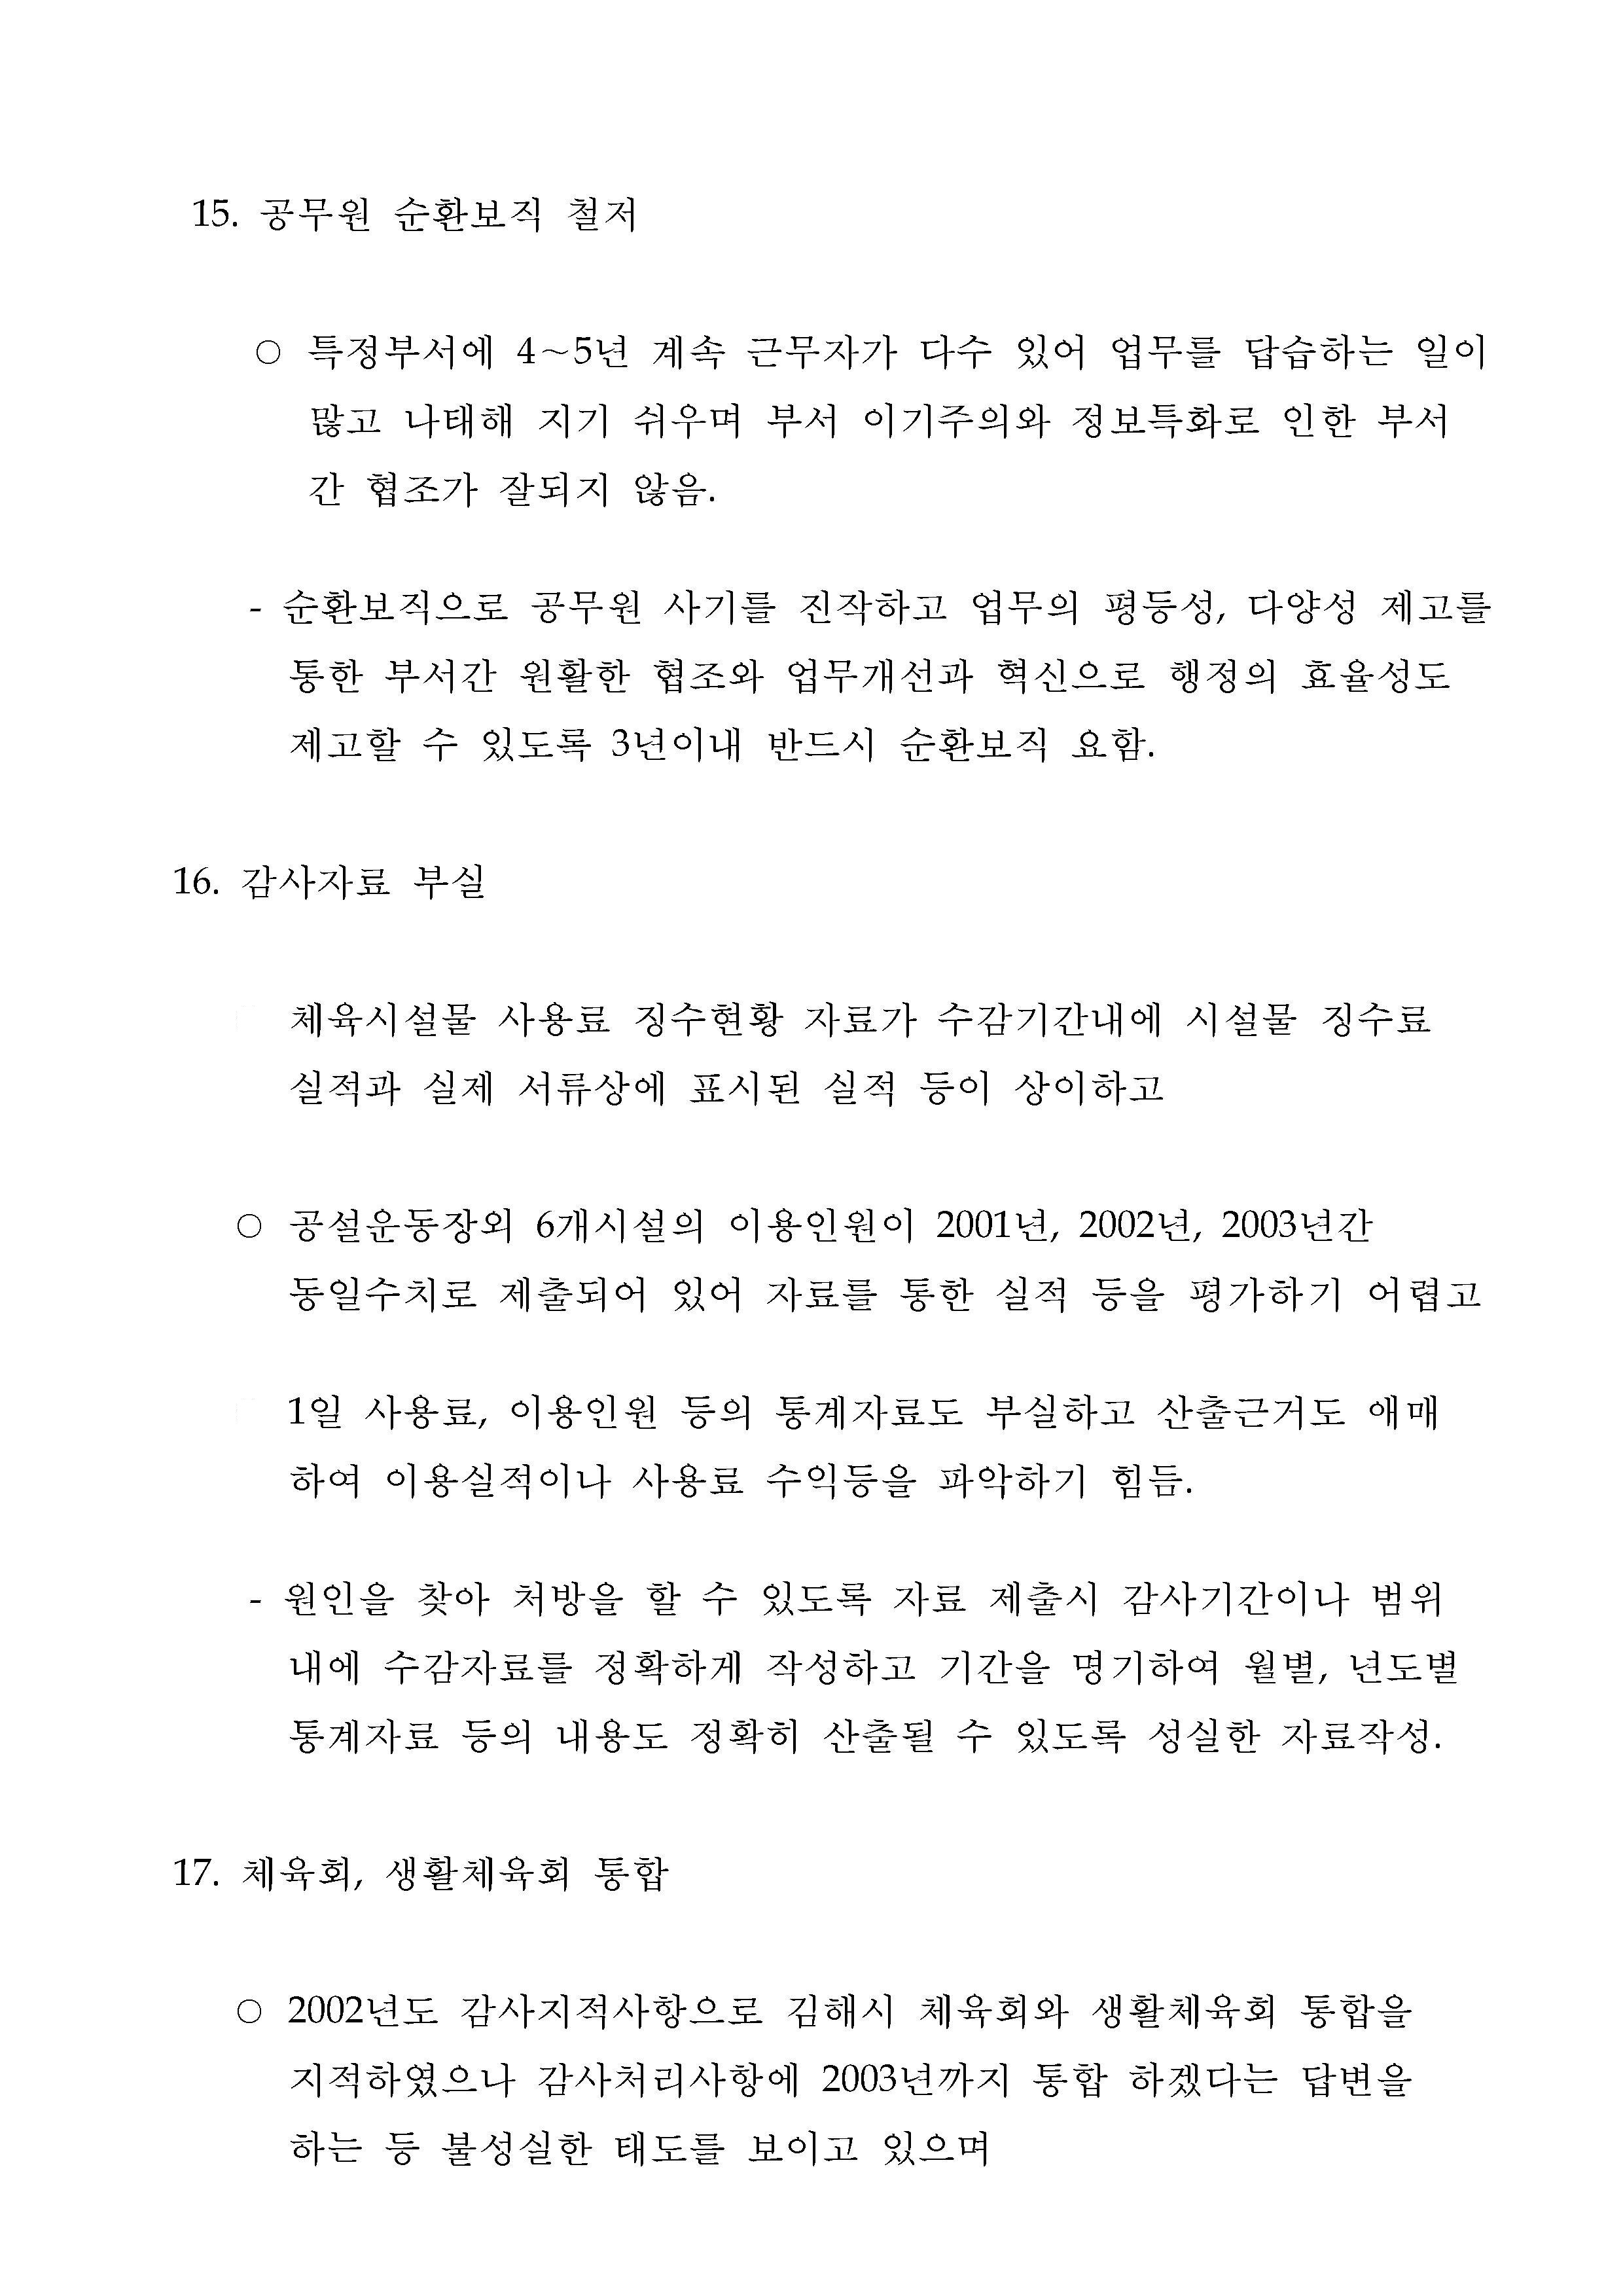 15. 공무원 순환보직 철저
○ 특정부서에 4~5년 계속 근무자가 다수 있어 업무를 답습하는 일이
많고 나태해 지기 쉬우며 부서 이기주의와 정보특화로 인한 부서
간 협조가 잘되지 않음.
- 순환보직으로 공무원 사기를 진작하고 업무의 평등성, 다양성 제고를
통한 부서간 원활한 협조와 업무개선과 혁신으로 행정의 효율성도
제고할 수 있도록 3년이내 반드시 순환보직 요함.
16. 감사자료 부실
체육시설물 사용료 징수현황 자료가 수감기간내에 시설물 징수료
실적과 실제 서류상에 표시된 실적 등이 상이하고
○ 공설운동장외 6개시설의 이용인원이 2001년, 2002년, 2003년간
동일수치로 제출되어 있어 자료를 통한 실적 등을 평가하기 어렵고
1일 사용료, 이용인원 등의 통계자료도 부실하고 산출근거도 애매
하여 이용실적이나 사용료 수익등을 파악하기 힘듬.
- 원인을 찾아 처방을 할 수 있도록 자료 제출시 감사기간이나 범위
내에 수감자료를 정확하게 작성하고 기간을 명기하여 월별, 년도별
통계자료 등의 내용도 정확히 산출될 수 있도록 성실한 자료작성.
17. 체육회, 생활체육회 통합
○ 2002년도 감사지적사항으로 김해시 체육회와 생활체육회 통합을
지적하였으나 감사처리사항에 2003년까지 통합 하겠다는 답변을
하는 등 불성실한 태도를 보이고 있으며